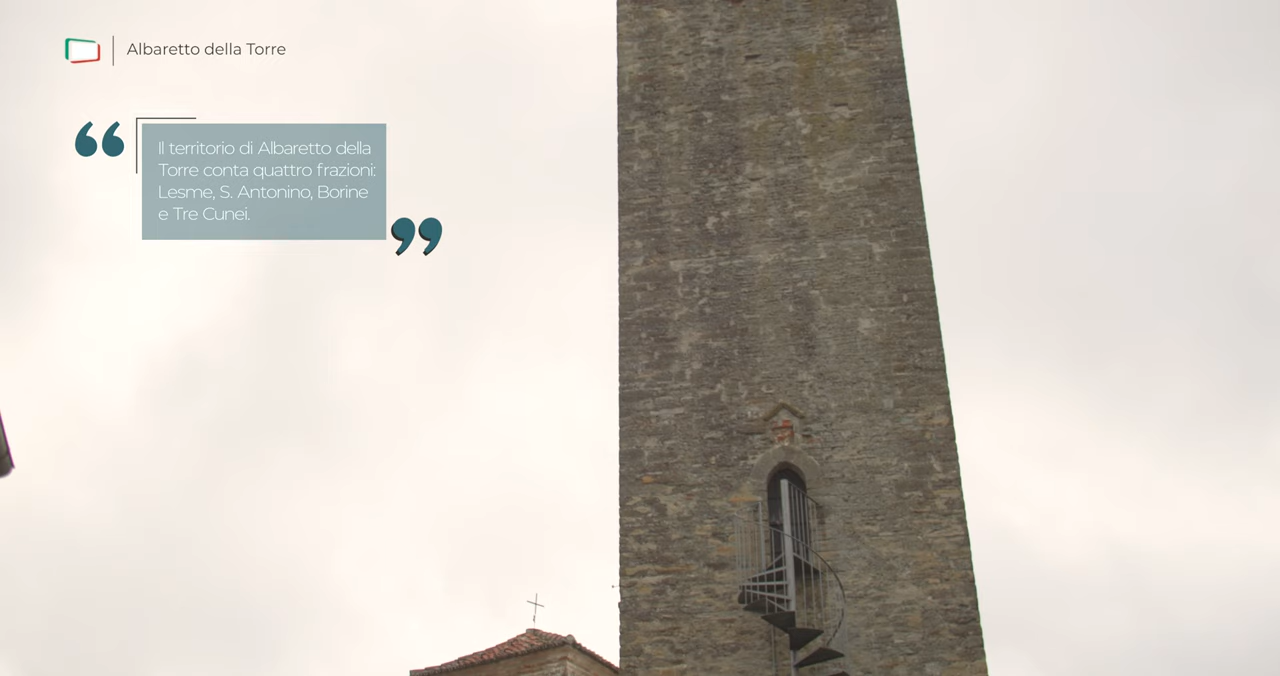 Albaretto della Torre
“
Il territorio di Albaretto della
Torre conta quattro frazioni:
Lesme, S. Antonino, Borine
e Tre Cunei.
”